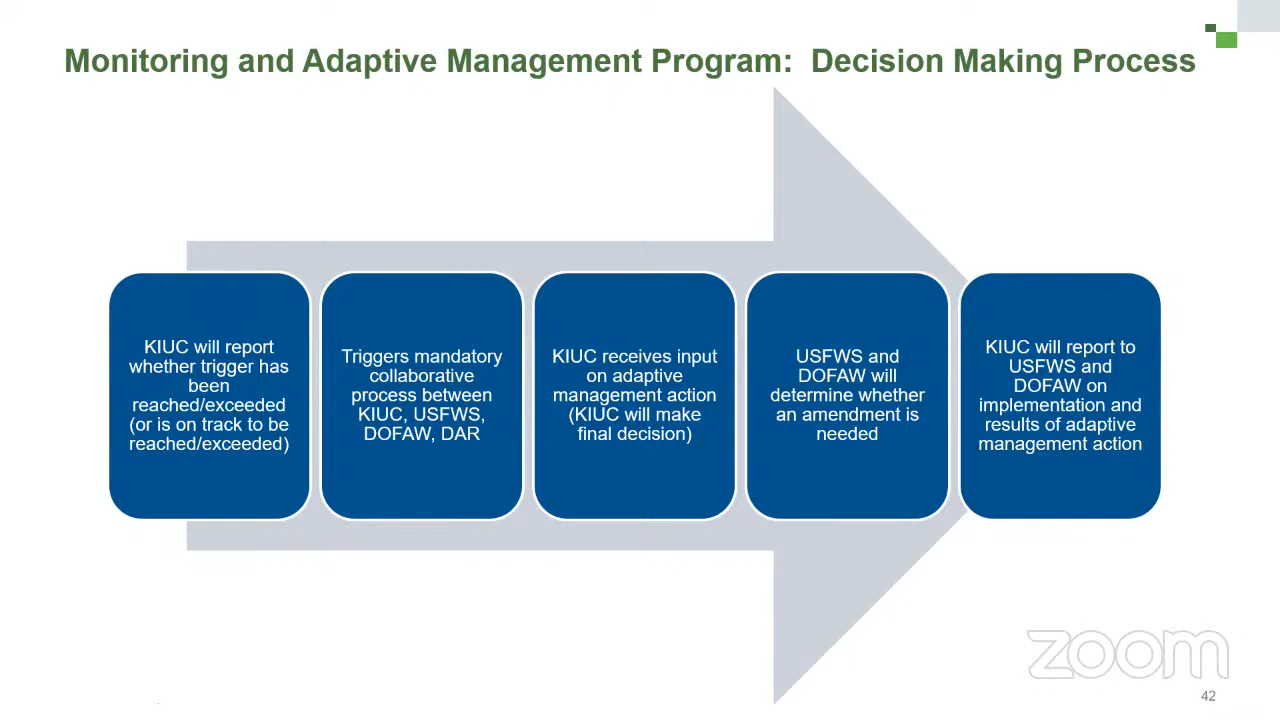 Monitoring and Adaptive Management Program:  Decision Making Process
KIUC will report
whether trigger has
been
reached/exceeded
(or is on track to be
reached/exceeded)
Triggers mandatory
collaborative
process between
KIUC, USFWS,
DOFAW, DAR
KIUC receives input
on adaptive
management action
(KIUC will make
final decision)
USFWS and
DOFAW will
determine whether
an amendment is
needed
KIUC will report to
USFWS and
DOFAW on
implementation and
results of adaptive
management action
zoom
42